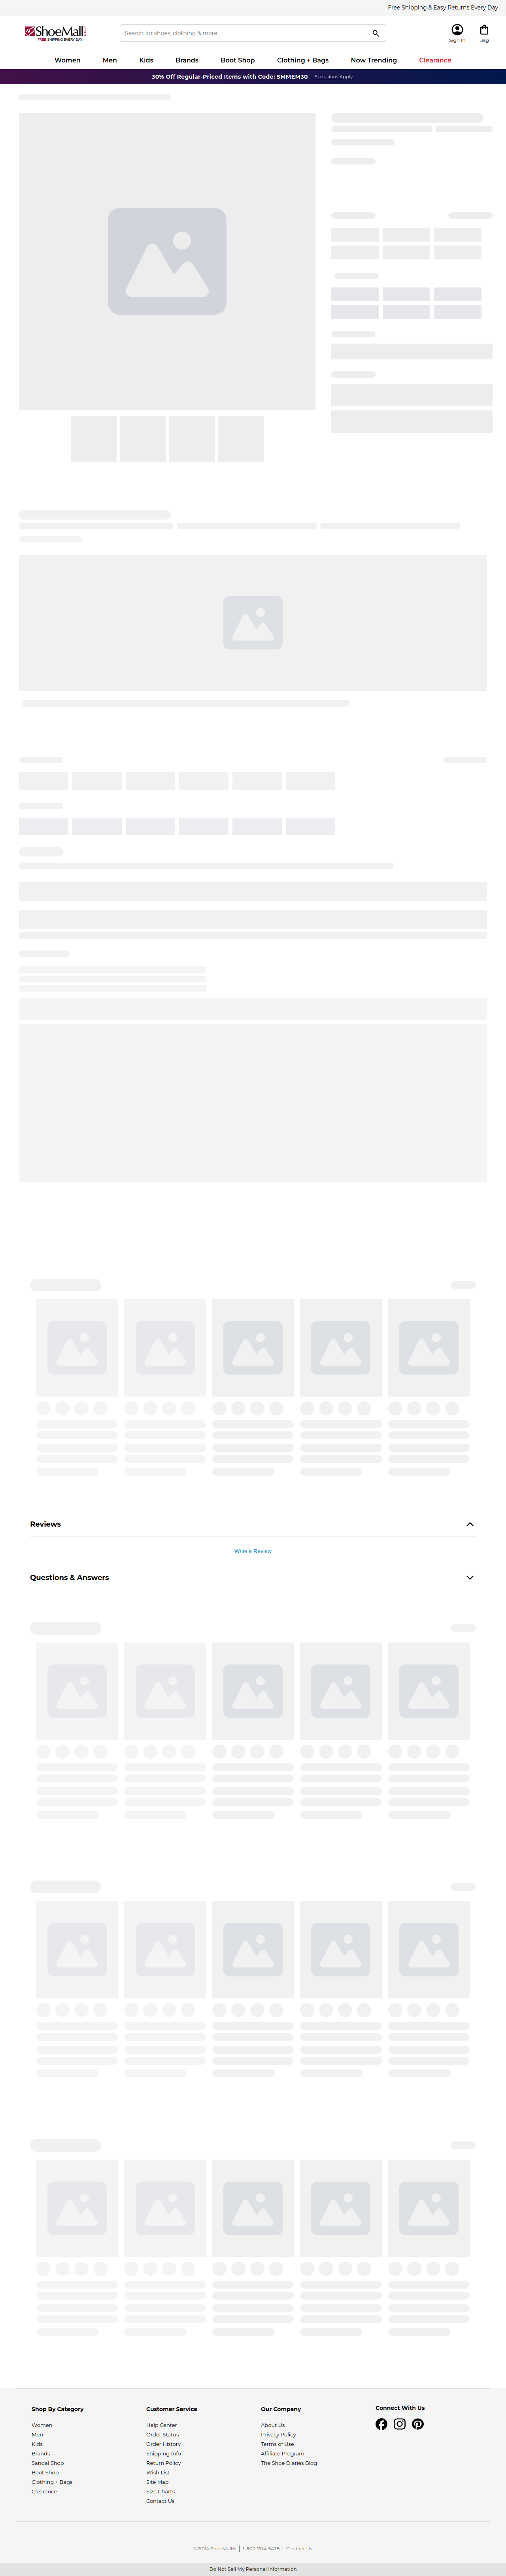 Free Shipping & Easy Returns Every Day
ShoeMall
FREE SHIPPING EVERY DAY
Search for shoes, clothing & more
Sign In
Bag
Women Men Kids Brands Boot Shop Clothing + Bags Now Trending Clearance
30% Off Regular-Priced Items with Code: SMMEM30 Exclusions Apply
Reviews
Write a Review
Questions & Answers
Shop By Category
Women
Men
Kids
Brands
Sandal Shop
Boot Shop
Clothing + Bags
Clearance
Customer Service
Help Center
Order Status
Order History
Shipping Info
Return Policy
Wish List
Site Map
Size Charts
Contact Us
Our Company
About Us
Privacy Policy
Terms of Use
Affiliate Program
The Shoe Diaries Blog
Connect With Us
©2024 ShoeMall® | 1-800-704-5478 | Contact Us
Do Not Sell My Personal Information